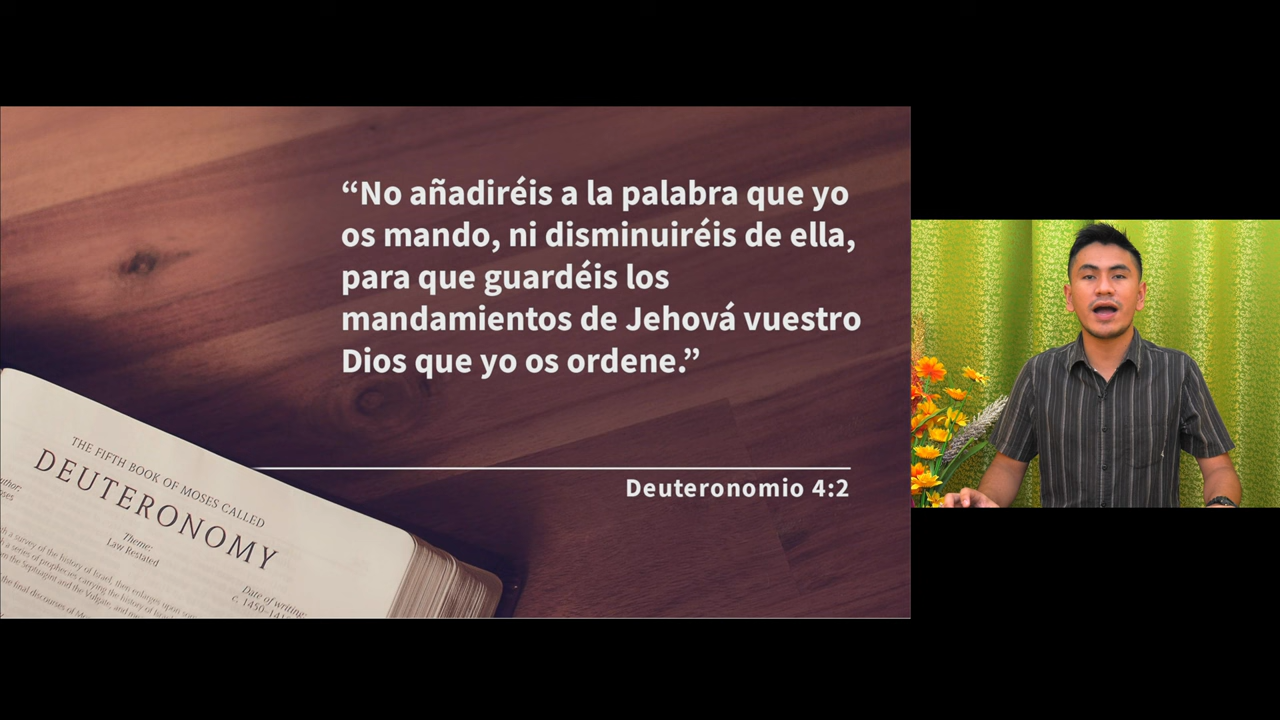 “No añadiréis a la palabra que yo
os mando, ni disminuiréis de ella,
para que guardéis los
mandamientos de Jehová vuestro
Dios que yo os ordene.”
Deuteronomio 4:2
THE FIFTH BOOK OF MOSES CALLED
DEUTERONOMY
Theme:
Law Restated
Date of writing: